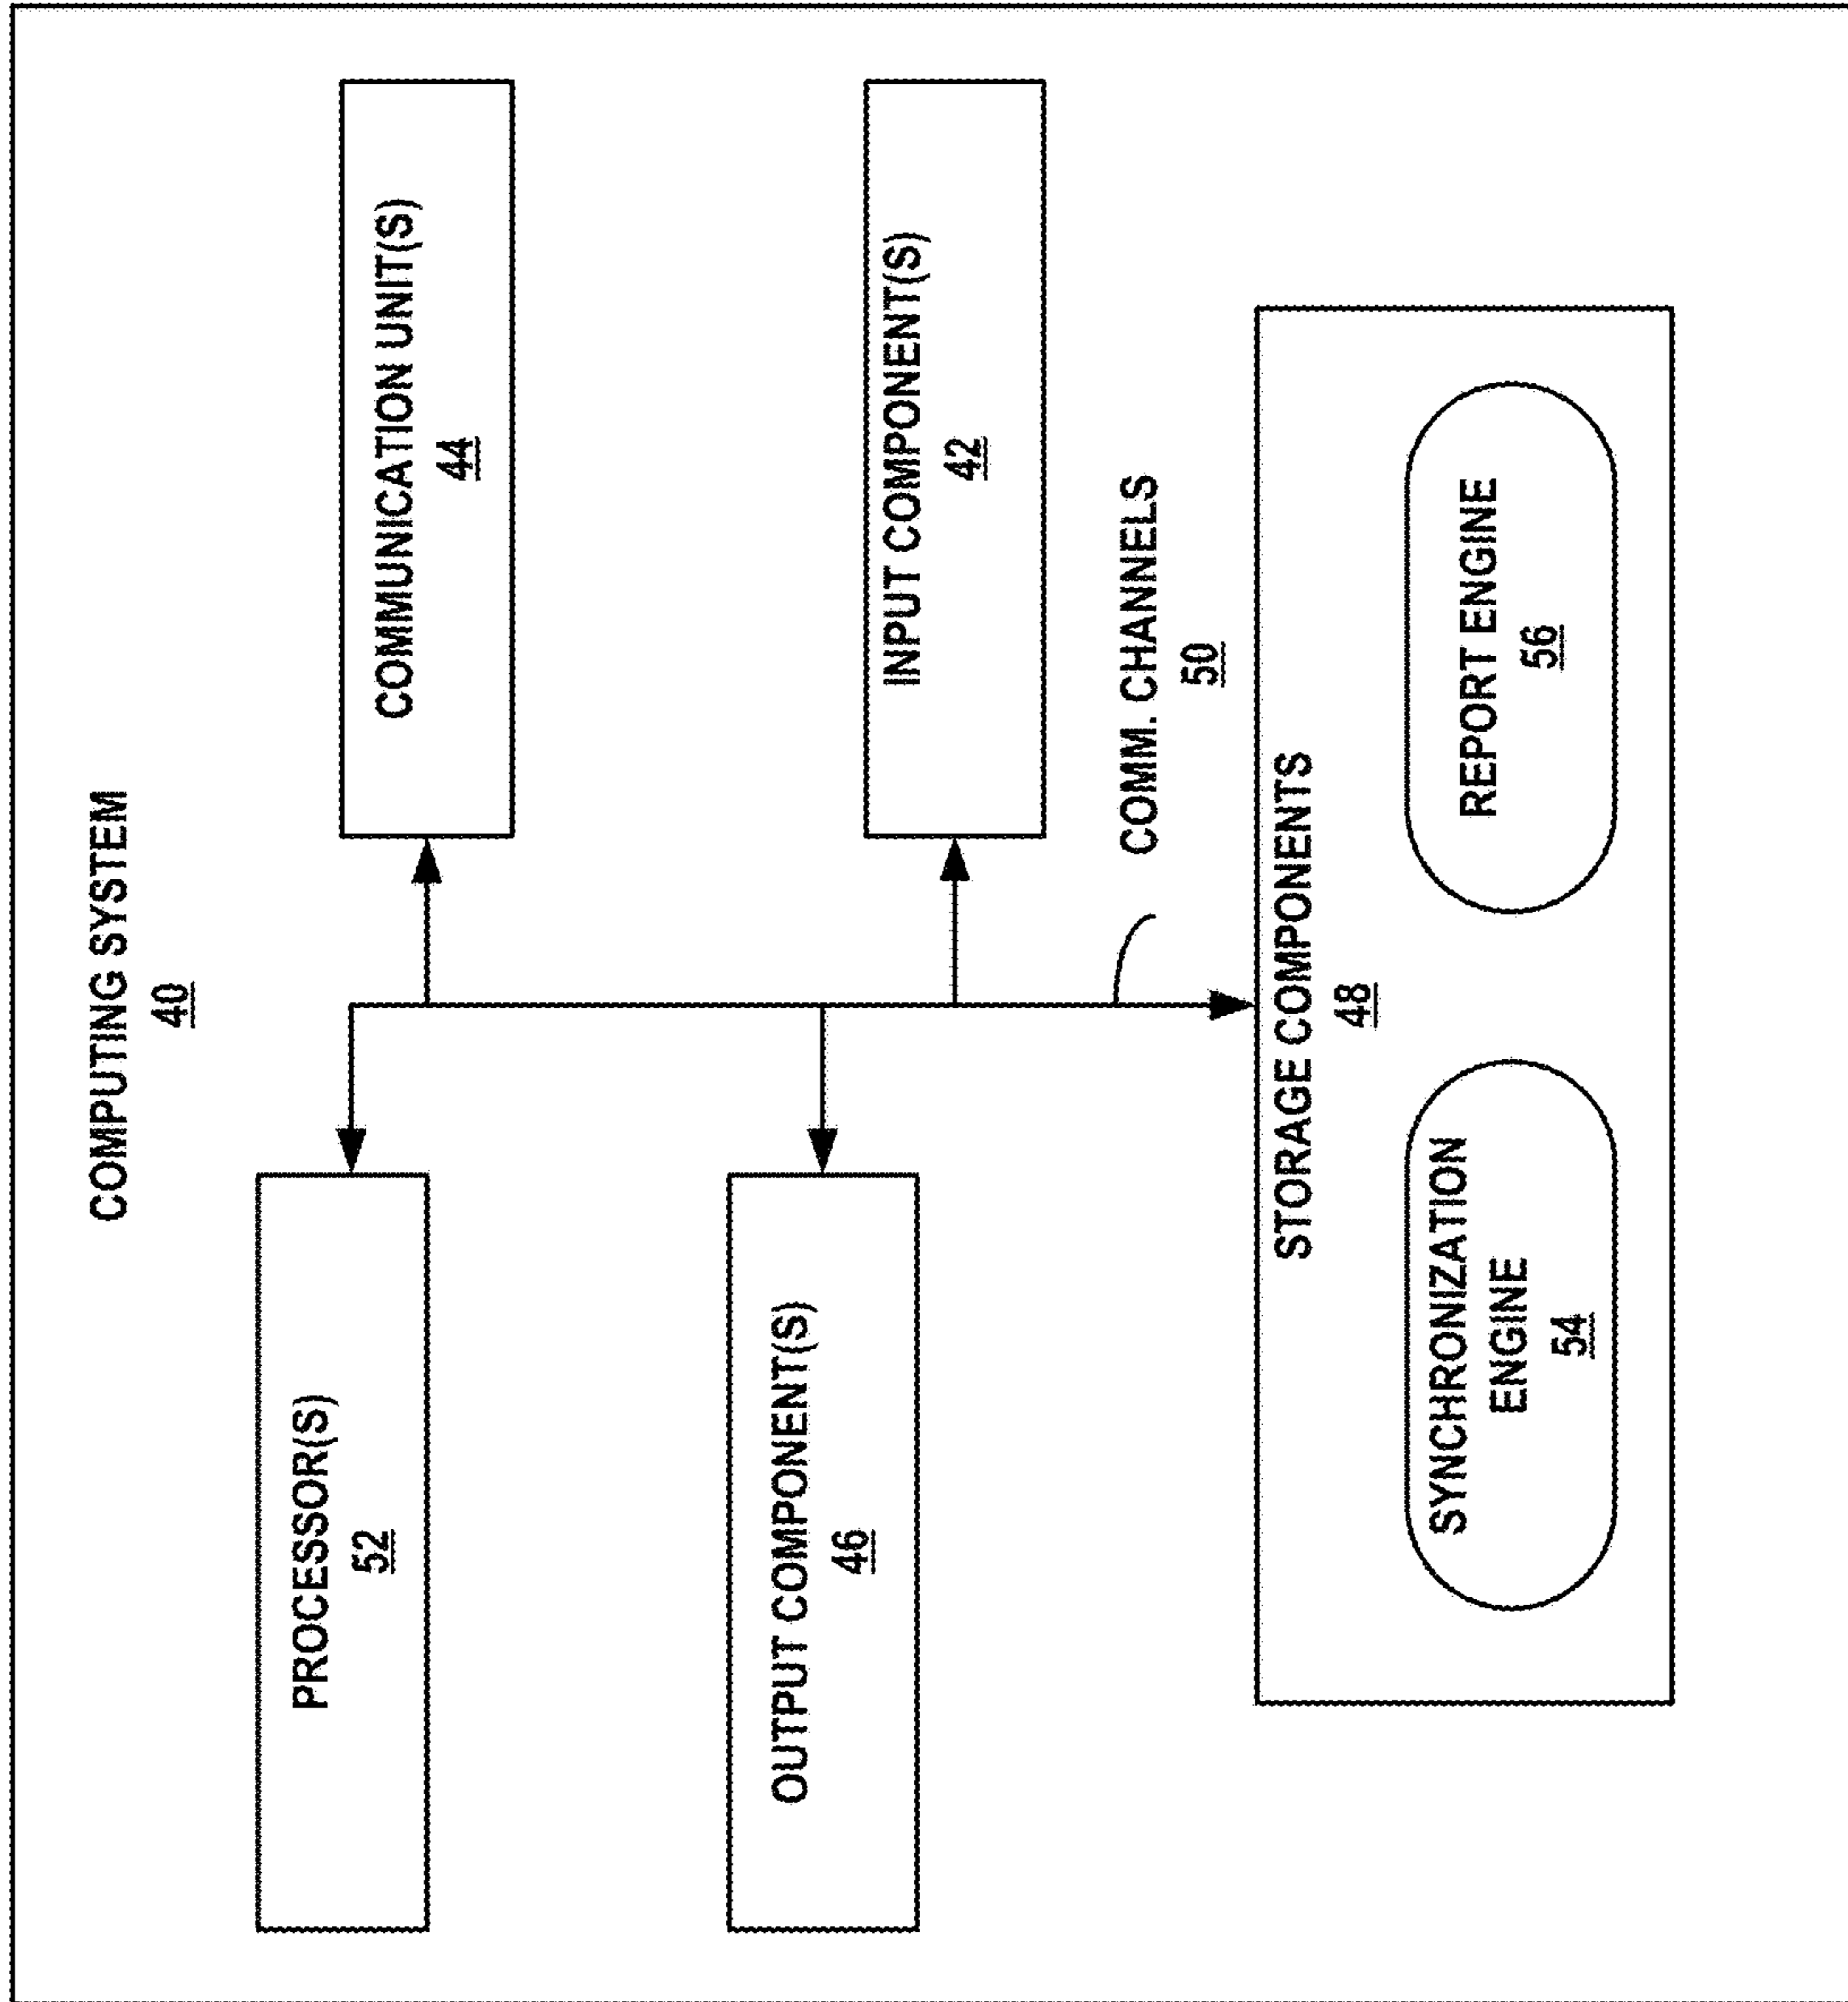 COMPUTING SYSTEM
40
PROCESSOR(S)
52
COMMUNICATION UNIT(S)
44
OUTPUT COMPONENT(S)
46
INPUT COMPONENT(S)
42
COMM. CHANNELS
50
STORAGE COMPONENTS
48
SYNCHRONIZATION
ENGINE
54
REPORT ENGINE
56